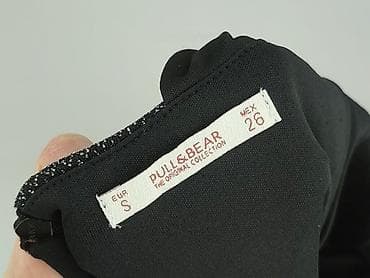 EUR
S
PULL&BEAR
THE ORIGINAL COLLECTION
MEX
26